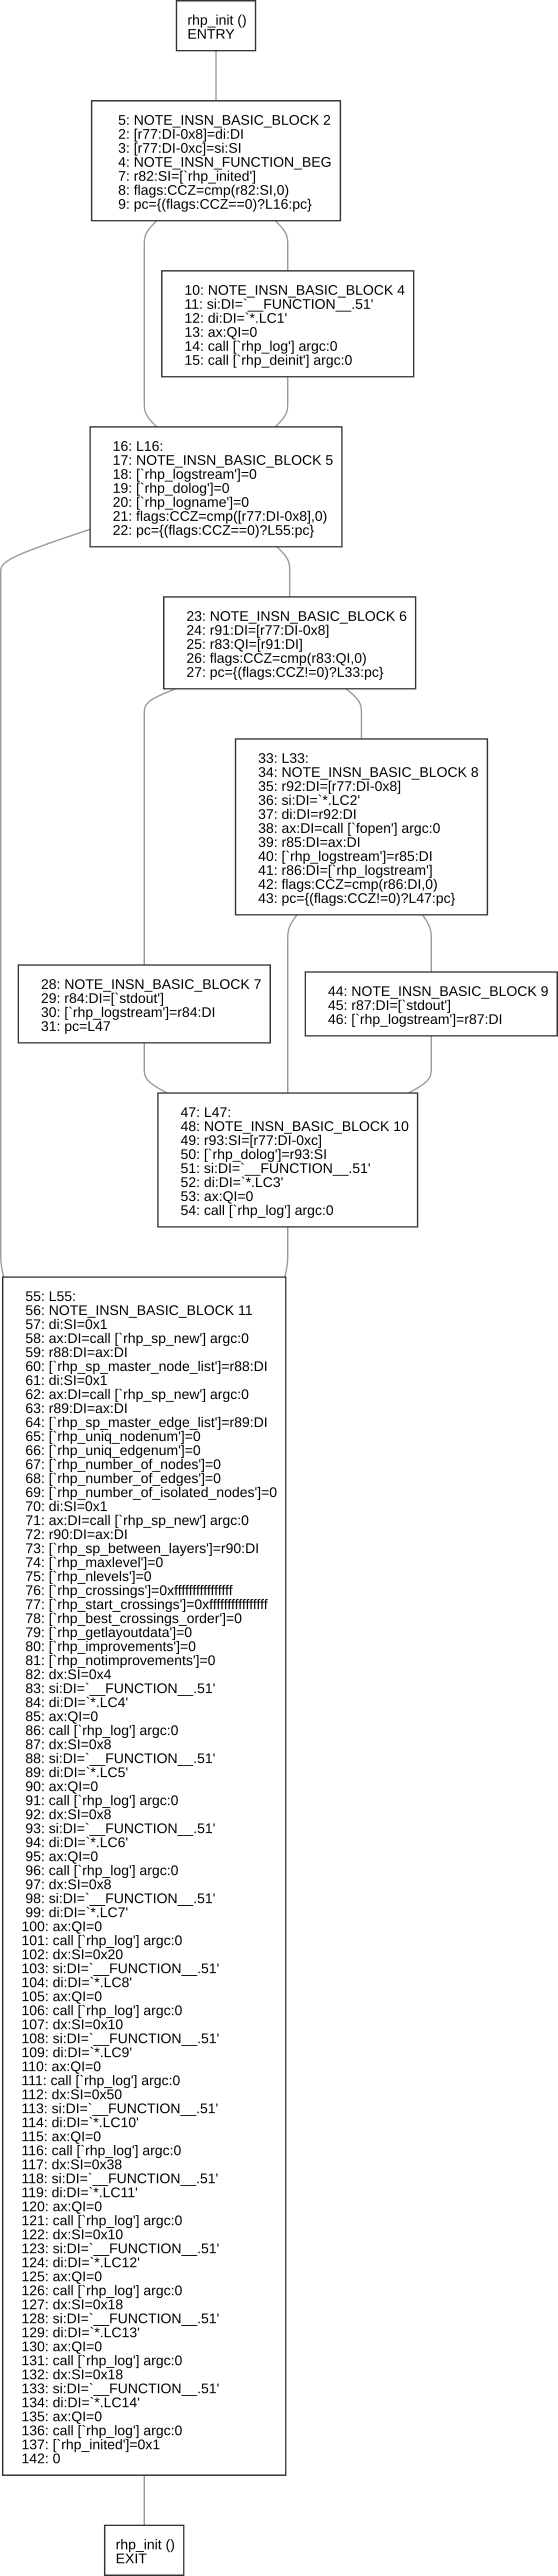 rhp_init ()
ENTRY
5: NOTE_INSN_BASIC_BLOCK 2
2: [r77:DI-0x8]=di:DI
3: [r77:DI-0xc]=si:SI
4: NOTE_INSN_FUNCTION_BEG
7: r82:SI=[`rhp_inited']
8: flags:CCZ=cmp(r82:SI,0)
9: pc={(flags:CCZ==0)?L16:pc}
10: NOTE_INSN_BASIC_BLOCK 4
11: si:DI=`__FUNCTION__.51'
12: di:DI=`*.LC1'
13: ax:QI=0
14: call [`rhp_log'] argc:0
15: call [`rhp_deinit'] argc:0
16: L16:
17: NOTE_INSN_BASIC_BLOCK 5
18: [`rhp_logstream']=0
19: [`rhp_dolog']=0
20: [`rhp_logname']=0
21: flags:CCZ=cmp([r77:DI-0x8],0)
22: pc={(flags:CCZ==0)?L55:pc}
23: NOTE_INSN_BASIC_BLOCK 6
24: r91:DI=[r77:DI-0x8]
25: r83:QI=[r91:DI]
26: flags:CCZ=cmp(r83:QI,0)
27: pc={(flags:CCZ!=0)?L33:pc}
33: L33:
34: NOTE_INSN_BASIC_BLOCK 8
35: r92:DI=[r77:DI-0x8]
36: si:DI=`*.LC2'
37: di:DI=r92:DI
38: ax:DI=call [`fopen'] argc:0
39: r85:DI=ax:DI
40: [`rhp_logstream']=r85:DI
41: r86:DI=[`rhp_logstream']
42: flags:CCZ=cmp(r86:DI,0)
43: pc={(flags:CCZ!=0)?L47:pc}
28: NOTE_INSN_BASIC_BLOCK 7
29: r84:DI=[`stdout']
30: [`rhp_logstream']=r84:DI
31: pc=L47
44: NOTE_INSN_BASIC_BLOCK 9
45: r87:DI=[`stdout']
46: [`rhp_logstream']=r87:DI
47: L47:
48: NOTE_INSN_BASIC_BLOCK 10
49: r93:SI=[r77:DI-0xc]
50: [`rhp_dolog']=r93:SI
51: si:DI=`__FUNCTION__.51'
52: di:DI=`*.LC3'
53: ax:QI=0
54: call [`rhp_log'] argc:0
55: L55:
56: NOTE_INSN_BASIC_BLOCK 11
57: di:SI=0x1
58: ax:DI=call [`rhp_sp_new'] argc:0
59: r88:DI=ax:DI
60: [`rhp_sp_master_node_list']=r88:DI
61: di:SI=0x1
62: ax:DI=call [`rhp_sp_new'] argc:0
63: r89:DI=ax:DI
64: [`rhp_sp_master_edge_list']=r89:DI
65: [`rhp_uniq_nodenum']=0
66: [`rhp_uniq_edgenum']=0
67: [`rhp_number_of_nodes']=0
68: [`rhp_number_of_edges']=0
69: [`rhp_number_of_isolated_nodes']=0
70: di:SI=0x1
71: ax:DI=call [`rhp_sp_new'] argc:0
72: r90:DI=ax:DI
73: [`rhp_sp_between_layers']=r90:DI
74: [`rhp_maxlevel']=0
75: [`rhp_nlevels']=0
76: [`rhp_crossings']=0xffffffffffffffff
77: [`rhp_start_crossings']=0xffffffffffffffff
78: [`rhp_best_crossings_order']=0
79: [`rhp_getlayoutdata']=0
80: [`rhp_improvements']=0
81: [`rhp_notimprovements']=0
82: dx:SI=0x4
83: si:DI=`__FUNCTION__.51'
84: di:DI=`*.LC4'
85: ax:QI=0
86: call [`rhp_log'] argc:0
87: dx:SI=0x8
88: si:DI=`__FUNCTION__.51'
89: di:DI=`*.LC5'
90: ax:QI=0
91: call [`rhp_log'] argc:0
92: dx:SI=0x8
93: si:DI=`__FUNCTION__.51'
94: di:DI=`*.LC6'
95: ax:QI=0
96: call [`rhp_log'] argc:0
97: dx:SI=0x8
98: si:DI=`__FUNCTION__.51'
99: di:DI=`*.LC7'
100: ax:QI=0
101: call [`rhp_log'] argc:0
102: dx:SI=0x20
103: si:DI=`__FUNCTION__.51'
104: di:DI=`*.LC8'
105: ax:QI=0
106: call [`rhp_log'] argc:0
107: dx:SI=0x10
108: si:DI=`__FUNCTION__.51'
109: di:DI=`*.LC9'
110: ax:QI=0
111: call [`rhp_log'] argc:0
112: dx:SI=0x50
113: si:DI=`__FUNCTION__.51'
114: di:DI=`*.LC10'
115: ax:QI=0
116: call [`rhp_log'] argc:0
117: dx:SI=0x38
118: si:DI=`__FUNCTION__.51'
119: di:DI=`*.LC11'
120: ax:QI=0
121: call [`rhp_log'] argc:0
122: dx:SI=0x10
123: si:DI=`__FUNCTION__.51'
124: di:DI=`*.LC12'
125: ax:QI=0
126: call [`rhp_log'] argc:0
127: dx:SI=0x18
128: si:DI=`__FUNCTION__.51'
129: di:DI=`*.LC13'
130: ax:QI=0
131: call [`rhp_log'] argc:0
132: dx:SI=0x18
133: si:DI=`__FUNCTION__.51'
134: di:DI=`*.LC14'
135: ax:QI=0
136: call [`rhp_log'] argc:0
137: [`rhp_inited']=0x1
142: 0
rhp_init ()
EXIT